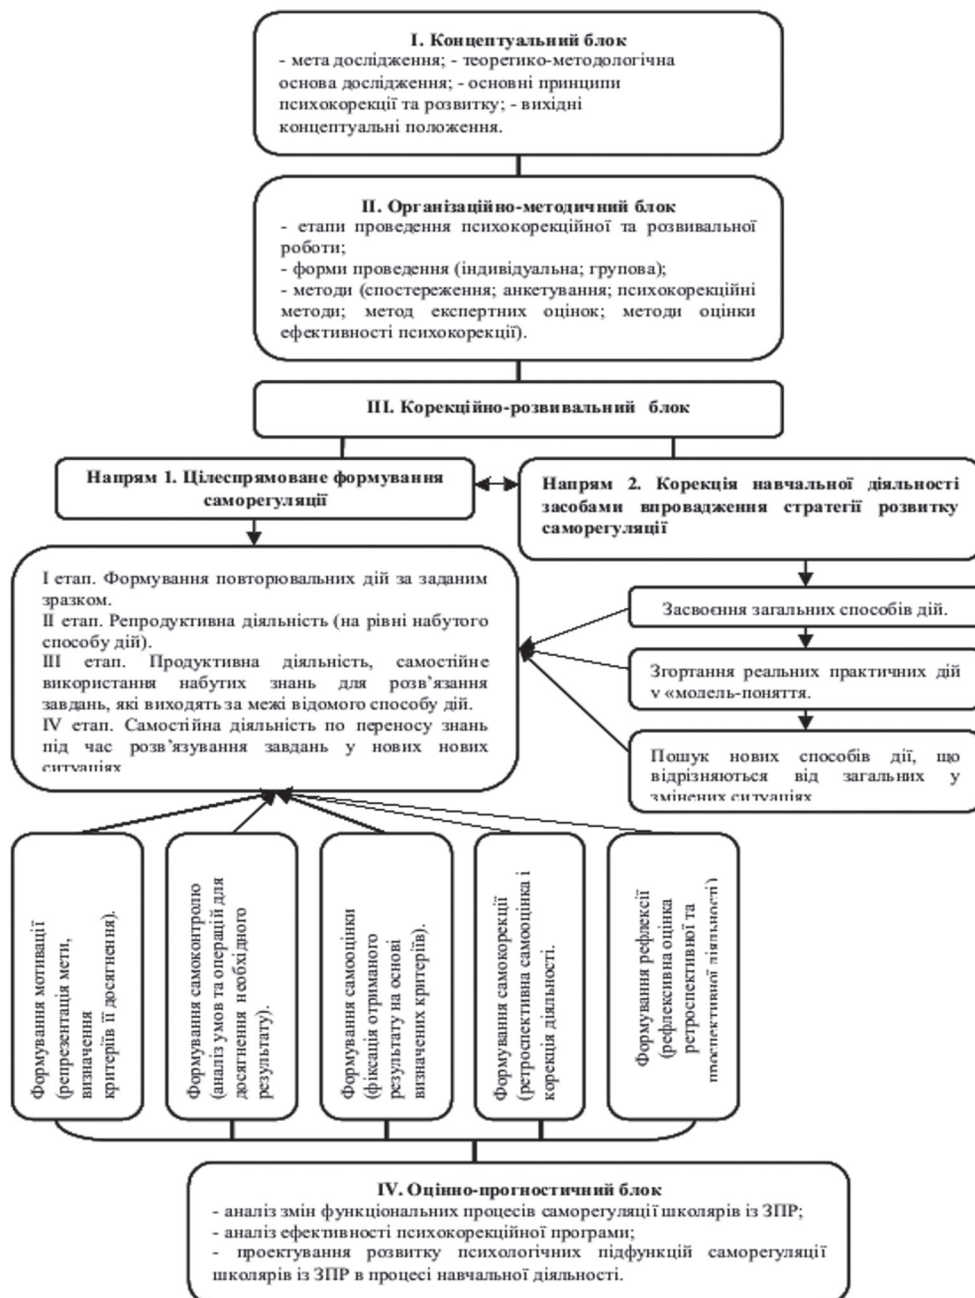 I. Концептуальний блок
- мета дослідження; - теоретико-методологічна
основа дослідження; - основні принципи
психокорекції та розвитку; - вихідні
концептуальні положення.
II. Організаційно-методичний блок
- етапи проведення психокорекційної та розвивальної
роботи;
- форми проведення (індивідуальна; групова);
- методи (спостереження; анкетування; психокорекційні
методи; метод експертних оцінок; методи оцінки
ефективності психокорекції).
III. Корекційно-розвивальний блок
Напрям 1. Цілеспрямоване формування
саморегуляції
Напрям 2. Корекція навчальної діяльності
засобами впровадження стратегії розвитку
саморегуляції
I етап. Формування повторювальних дій за заданим
зразком.
II етап. Репродуктивна діяльність (на рівні набутого
способу дій).
III етап. Продуктивна діяльність, самостійне
використання набутих знань для розв'язання
завдань, які виходять за межі відомого способу дій.
IV етап. Самостійна діяльність по переносу знань
під час розв'язування завдань у нових нових
ситуаціях
Засвоєння загальних способів дій.
Згортання реальних практичних дій
у «модель-поняття.
Пошук нових способів дії, що
відрізняються від загальних у
змінених ситуаціях
Формування мотивації
(репрезентація мети,
визначення
критеріїв її досягнення).
Формування самоконтролю
(аналіз умов та операцій для
досягнення необхідного
результату).
Формування самооцінки
(фіксація отриманого
результату на основі
визначених критеріїв).
Формування самокорекції
(ретроспективна самооцінка і
корекція діяльності.
Формування рефлексії
(рефлексивна оцінка
ретроспективної та
проспективної діяльності)
IV. Оцінно-прогностичний блок
- аналіз змін функціональних процесів саморегуляції школярів із ЗПР;
- аналіз ефективності психокорекційної програми;
- проектування розвитку психологічних підфункцій саморегуляції
школярів із ЗПР в процесі навчальної діяльності.